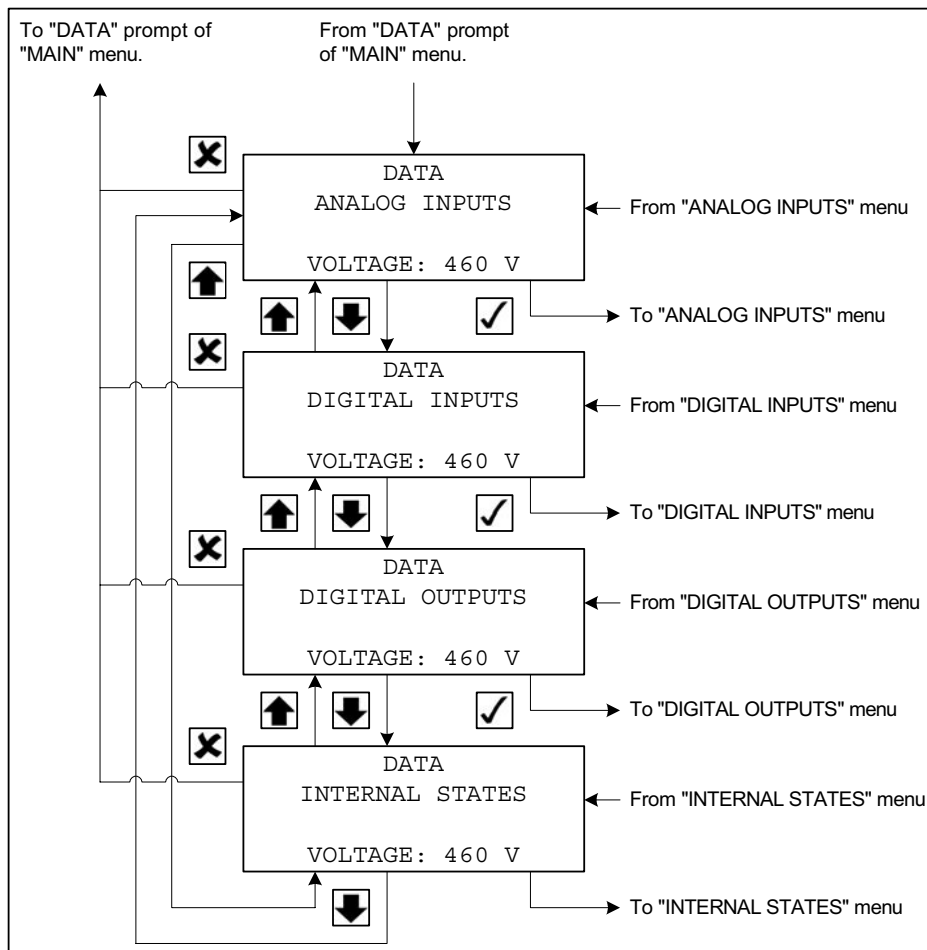 To "DATA" prompt of
"MAIN" menu.
From "DATA" prompt
of "MAIN" menu.
DATA
ANALOG INPUTS
VOLTAGE: 460 V
From "ANALOG INPUTS" menu
To "ANALOG INPUTS" menu
DATA
DIGITAL INPUTS
VOLTAGE: 460 V
From "DIGITAL INPUTS" menu
To "DIGITAL INPUTS" menu
DATA
DIGITAL OUTPUTS
VOLTAGE: 460 V
From "DIGITAL OUTPUTS" menu
To "DIGITAL OUTPUTS" menu
DATA
INTERNAL STATES
VOLTAGE: 460 V
From "INTERNAL STATES" menu
To "INTERNAL STATES" menu